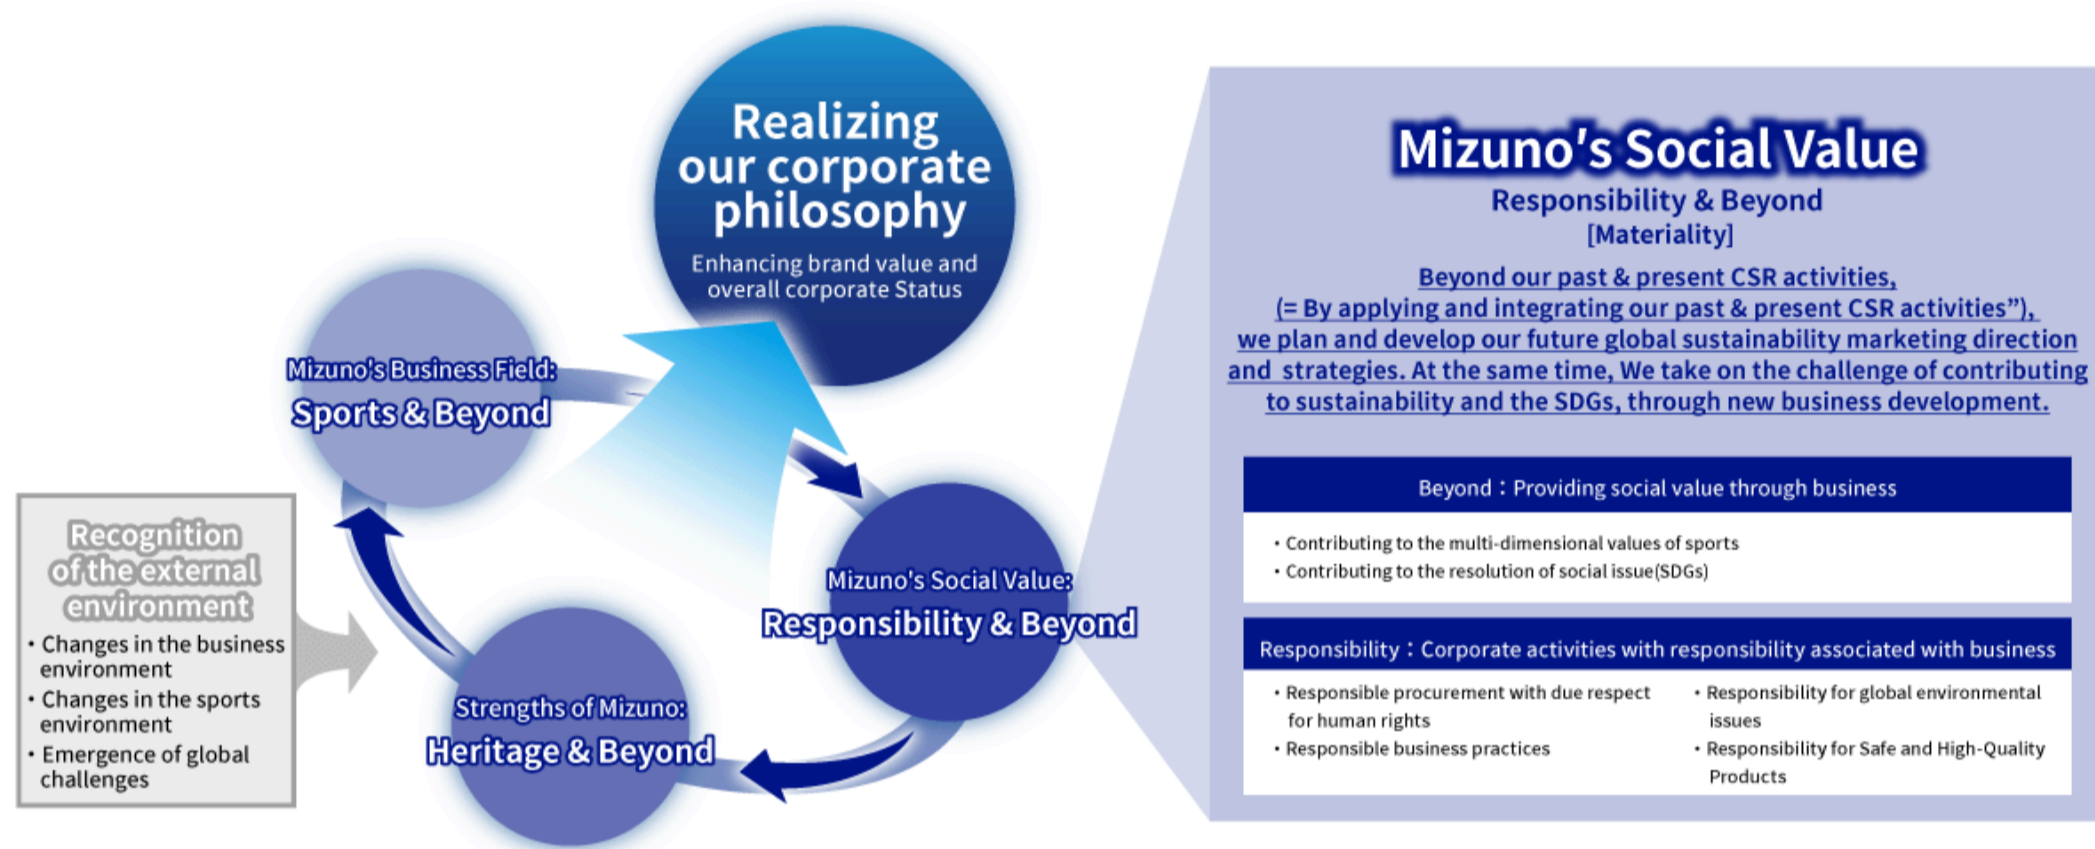 Realizing
our corporate
philosophy
Enhancing brand value and
overall corporate Status
Mizuno's Business Field:
Sports & Beyond
Recognition
of the external
environment
・Changes in the business
environment
・Changes in the sports
environment
・Emergence of global
challenges
Strengths of Mizuno:
Heritage & Beyond
Mizuno's Social Value:
Responsibility & Beyond
Mizuno's Social Value
Responsibility & Beyond
[Materiality]
Beyond our past & present CSR activities,
(= By applying and integrating our past & present CSR activities”),
we plan and develop our future global sustainability marketing direction
and strategies. At the same time, We take on the challenge of contributing
to sustainability and the SDGs, through new business development.
Beyond：Providing social value through business
・Contributing to the multi-dimensional values of sports
・Contributing to the resolution of social issue(SDGs)
Responsibility：Corporate activities with responsibility associated with business
・Responsible procurement with due respect
for human rights
・Responsible business practices
・Responsibility for global environmental
issues
・Responsibility for Safe and High-Quality
Products